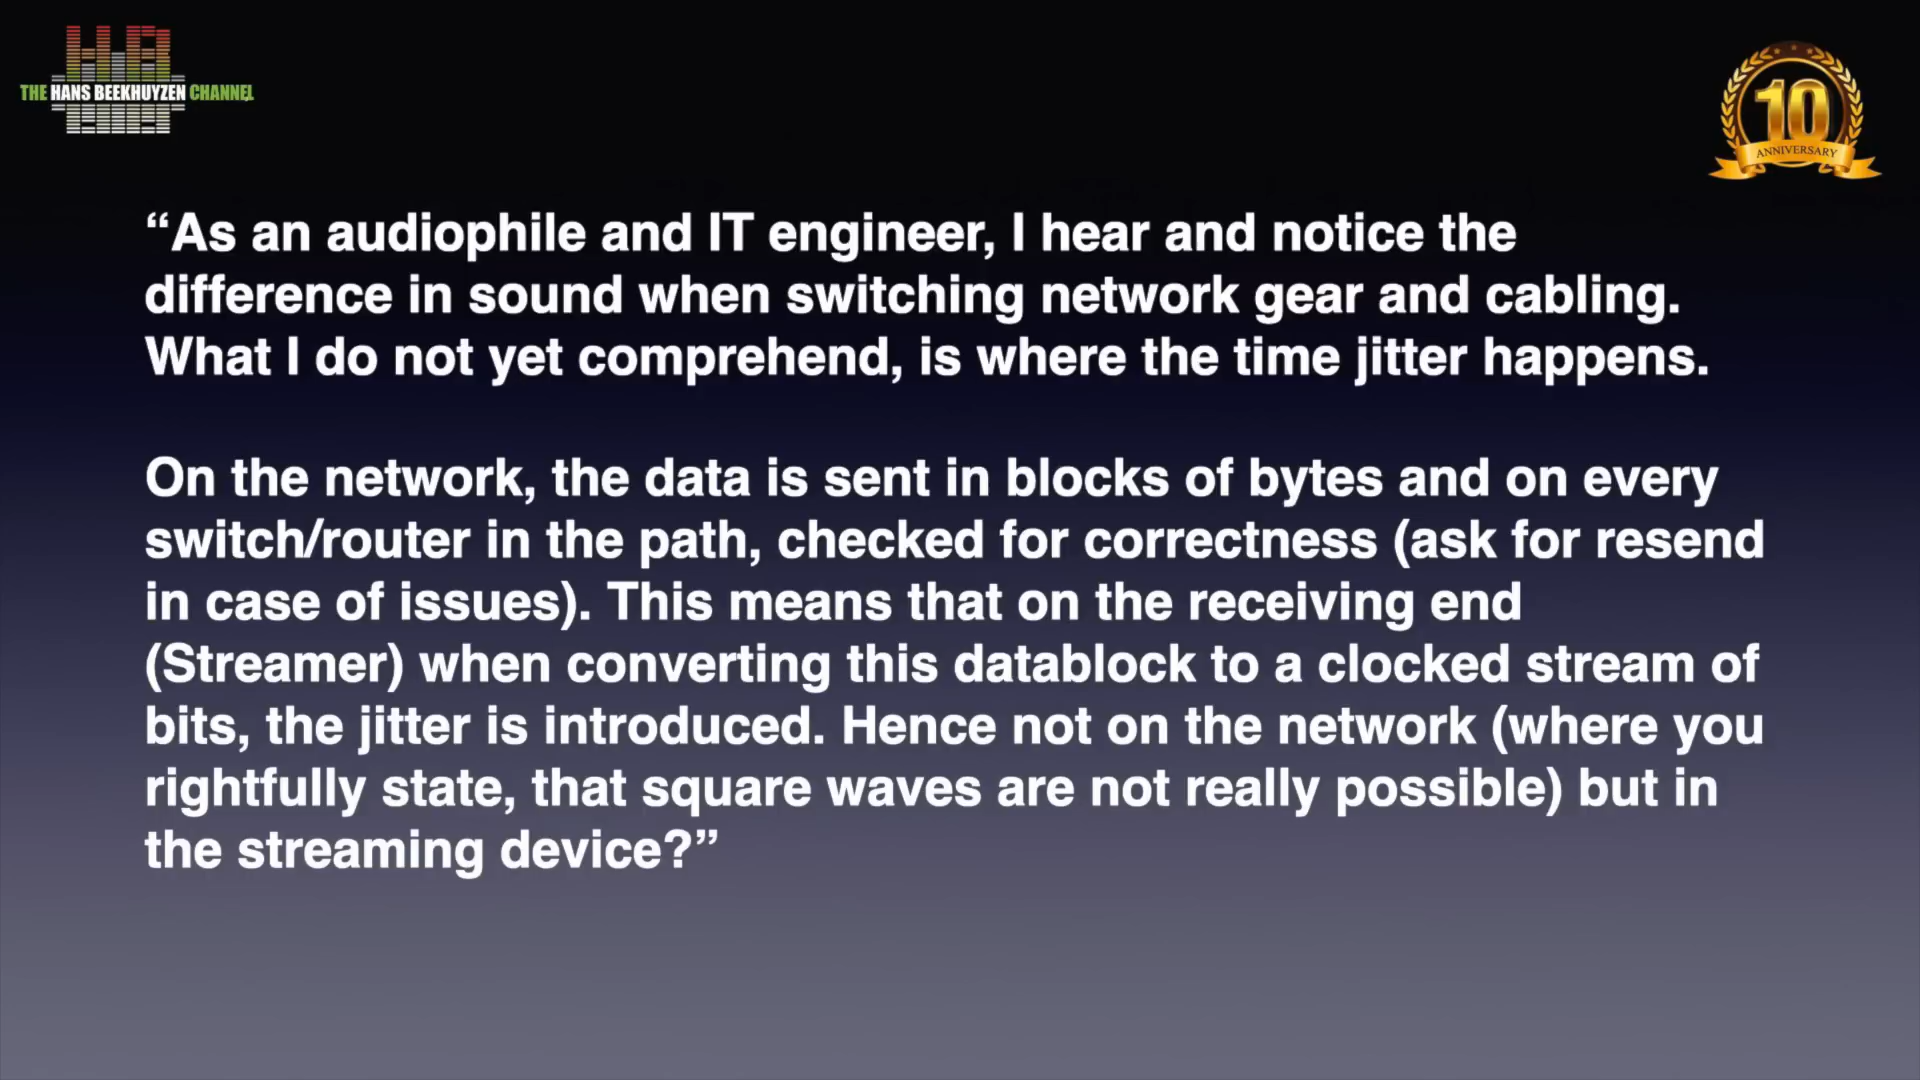 THE HANS BEEKHUYZEN CHANNEL
10
ANNIVERSARY
“As an audiophile and IT engineer, I hear and notice the
difference in sound when switching network gear and cabling.
What I do not yet comprehend, is where the time jitter happens.
On the network, the data is sent in blocks of bytes and on every
switch/router in the path, checked for correctness (ask for resend
in case of issues). This means that on the receiving end
(Streamer) when converting this datablock to a clocked stream of
bits, the jitter is introduced. Hence not on the network (where you
rightfully state, that square waves are not really possible) but in
the streaming device?”